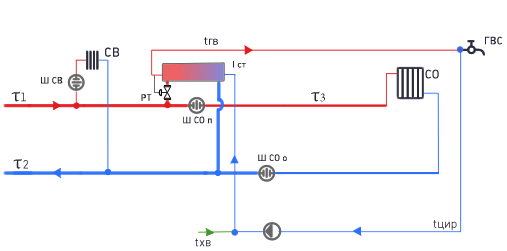 tгв
ГВС
СВ
I ст
Ш СВ
СО
РТ
τ1
τ3
Ш СО п
τ2
Ш СО о
tцир
tхв